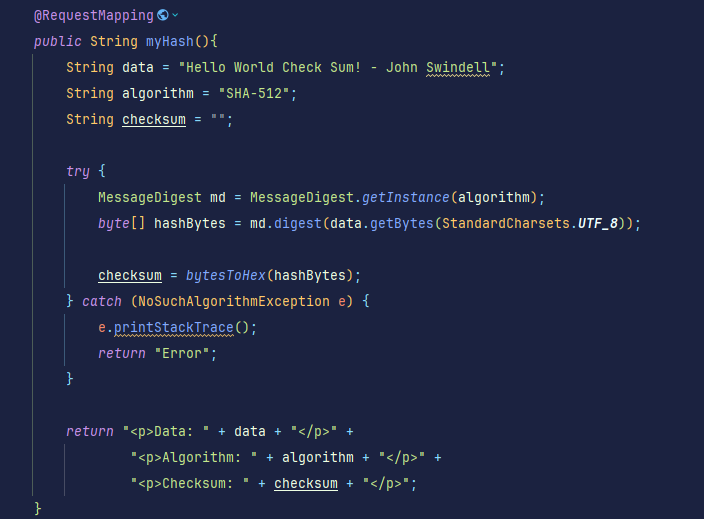 @RequestMapping
public String myHash(){
String data = "Hello World Check Sum! - John Swindell";
String algorithm = "SHA-512";
String checksum = "";
try {
MessageDigest md = MessageDigest.getInstance(algorithm);
byte[] hashBytes = md.digest(data.getBytes(StandardCharsets.UTF_8));
checksum = bytesToHex(hashBytes);
} catch (NoSuchAlgorithmException e) {
e.printStackTrace();
return "Error";
}
return "<p>Data: " + data + "</p>" +
"<p>Algorithm: " + algorithm + "</p>" +
"<p>Checksum: " + checksum + "</p>";
}